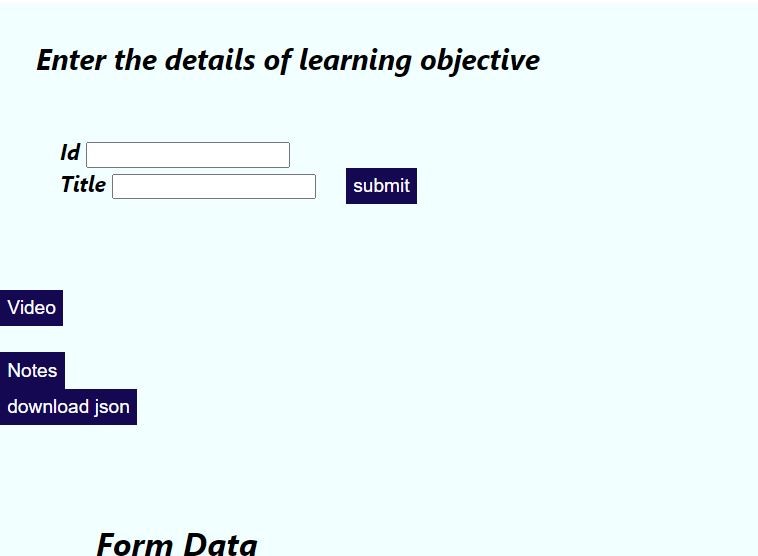 Enter the details of learning objective
Id
Title submit
Video
Notes
download json
Form Data